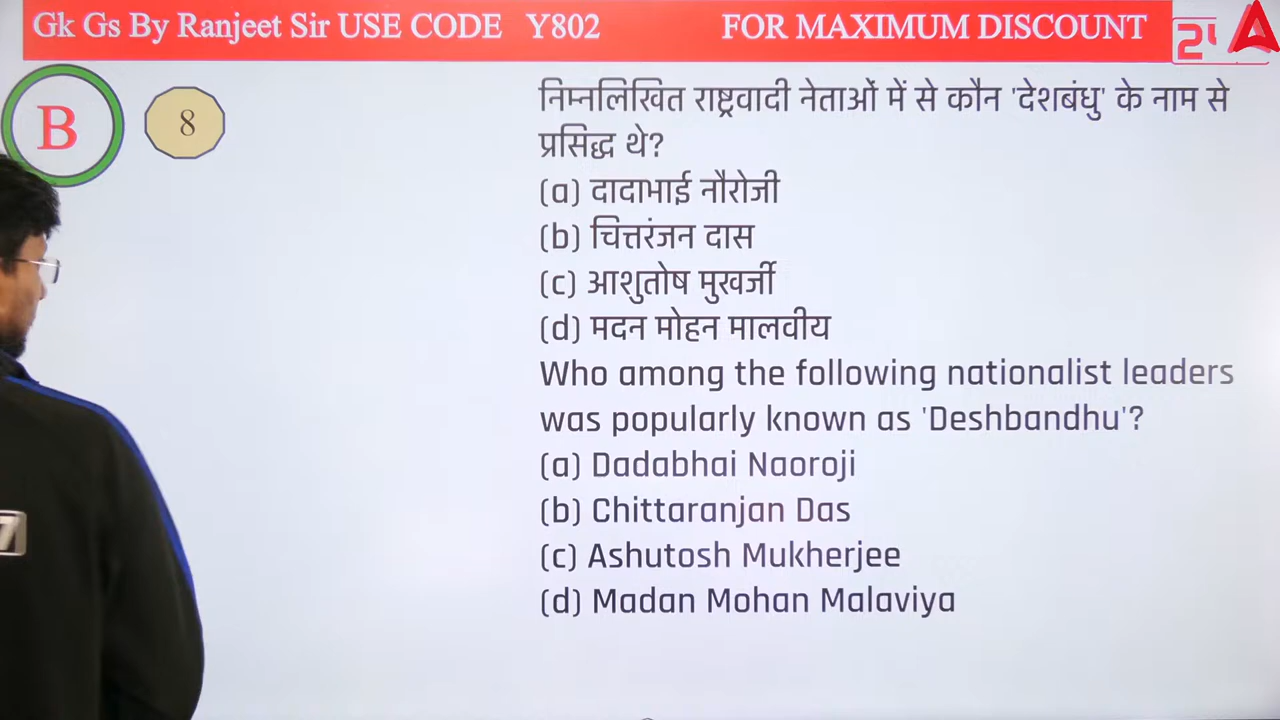 Gk Gs By Ranjeet Sir USE CODE Y802 FOR MAXIMUM DISCOUNT
B
8
निम्नलिखित राष्ट्रवादी नेताओं में से कौन 'देशबंधु' के नाम से
प्रसिद्ध थे?
(a) दादाभाई नौरोजी
(b) चित्तरंजन दास
(c) आशुतोष मुखर्जी
(d) मदन मोहन मालवीय
Who among the following nationalist leaders
was popularly known as 'Deshbandhu'?
(a) Dadabhai Naoroji
(b) Chittaranjan Das
(c) Ashutosh Mukherjee
(d) Madan Mohan Malaviya
7